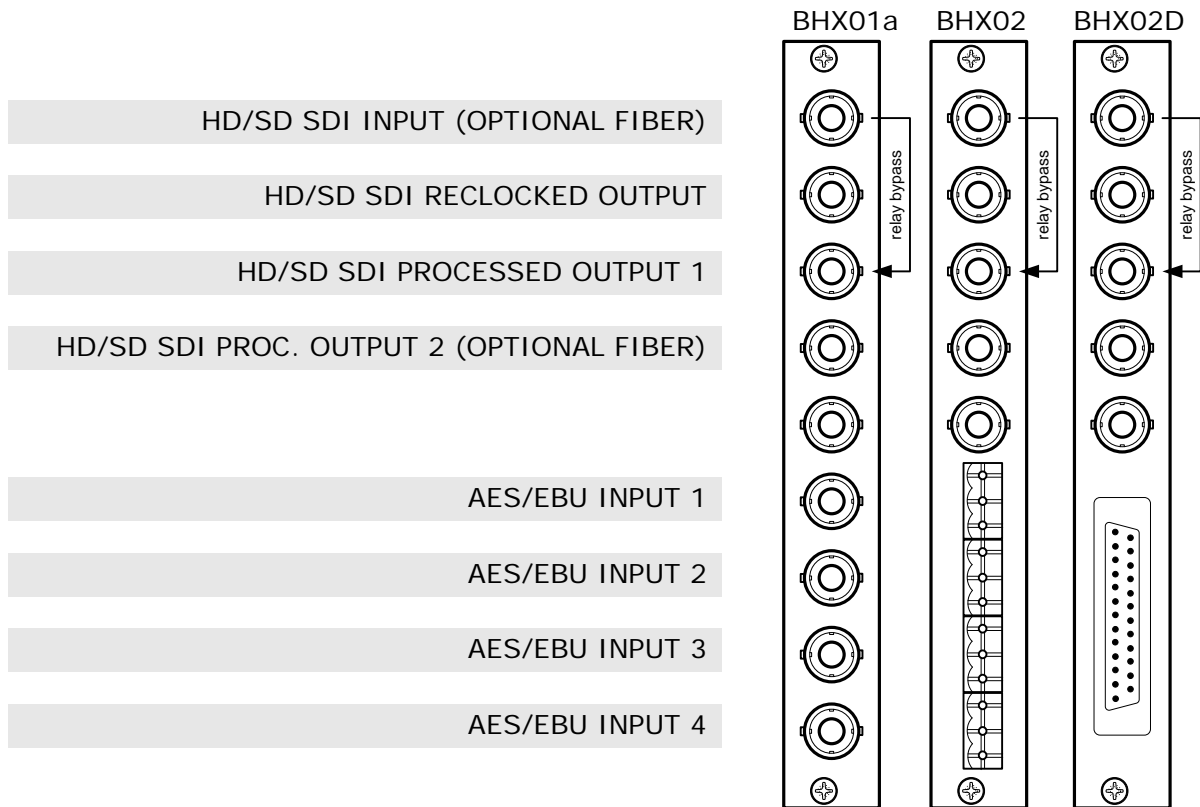 BHX01a BHX02 BHX02D
HD/SD SDI INPUT (OPTIONAL FIBER)
relay bypass relay bypass relay bypass
HD/SD SDI RECLOCKED OUTPUT
HD/SD SDI PROCESSED OUTPUT 1
HD/SD SDI PROC. OUTPUT 2 (OPTIONAL FIBER)
AES/EBU INPUT 1
AES/EBU INPUT 2
AES/EBU INPUT 3
AES/EBU INPUT 4